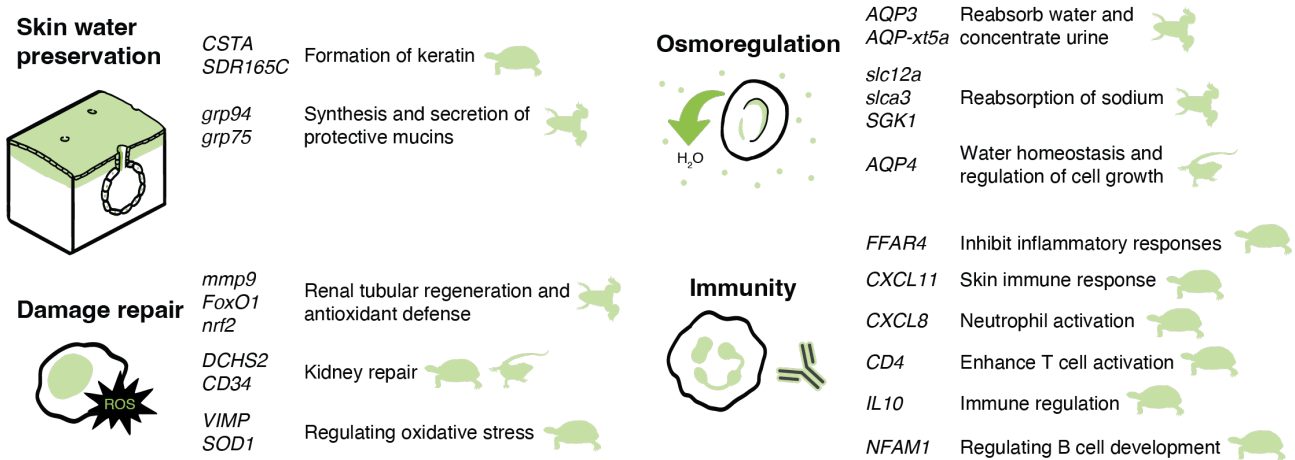 Skin water
preservation
CSTA
SDR165C
Formation of keratin
grp94
grp75
Synthesis and secretion of
protective mucins
Damage repair
ROS
mmp9
FoxO1
nrf2
Renal tubular regeneration and
antioxidant defense
DCHS2
CD34
Kidney repair
VIMP
SOD1
Regulating oxidative stress
Osmoregulation
H2O
AQP3
AQP-xt5a
Reabsorb water and
concentrate urine
slc12a
slca3
SGK1
Reabsorption of sodium
AQP4
Water homeostasis and
regulation of cell growth
Immunity
FFAR4 Inhibit inflammatory responses
CXCL11 Skin immune response
CXCL8 Neutrophil activation
CD4 Enhance T cell activation
IL10 Immune regulation
NFAM1 Regulating B cell development